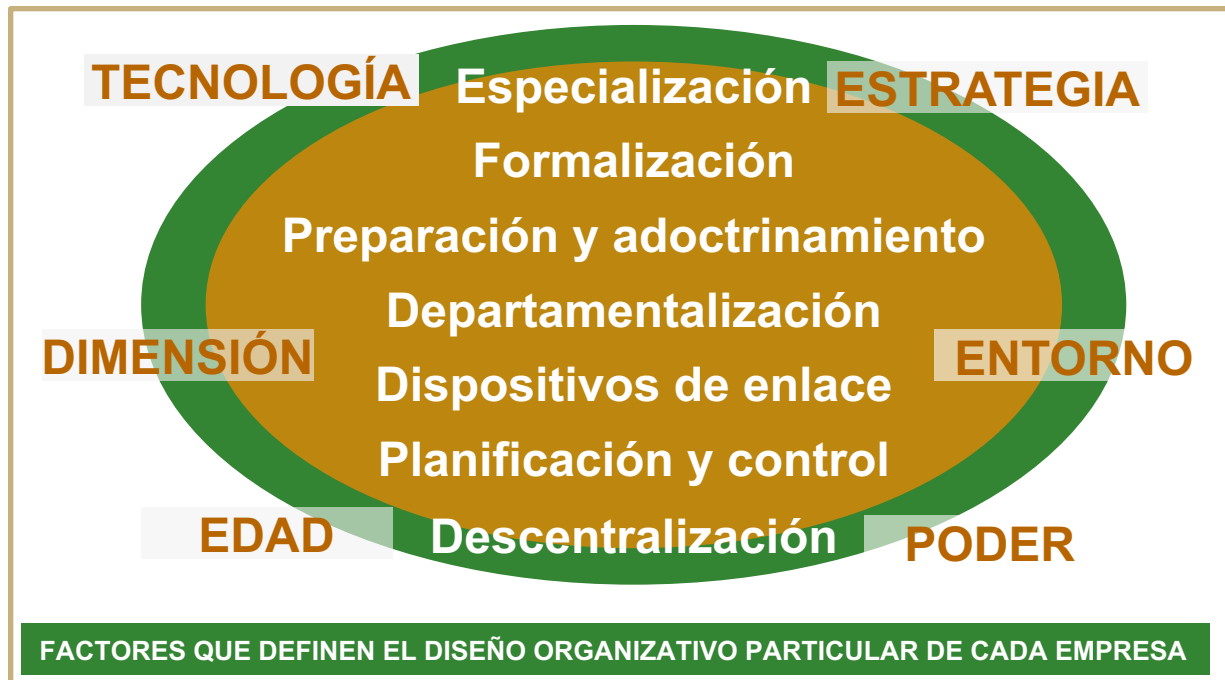 TECNOLOGÍA
Especialización
ESTRATEGIA
Formalización
Preparación y adoctrinamiento
Departamentalización
DIMENSIÓN
ENTORNO
Dispositivos de enlace
Planificación y control
EDAD
Descentralización
PODER
FACTORES QUE DEFINEN EL DISEÑO ORGANIZATIVO PARTICULAR DE CADA EMPRESA